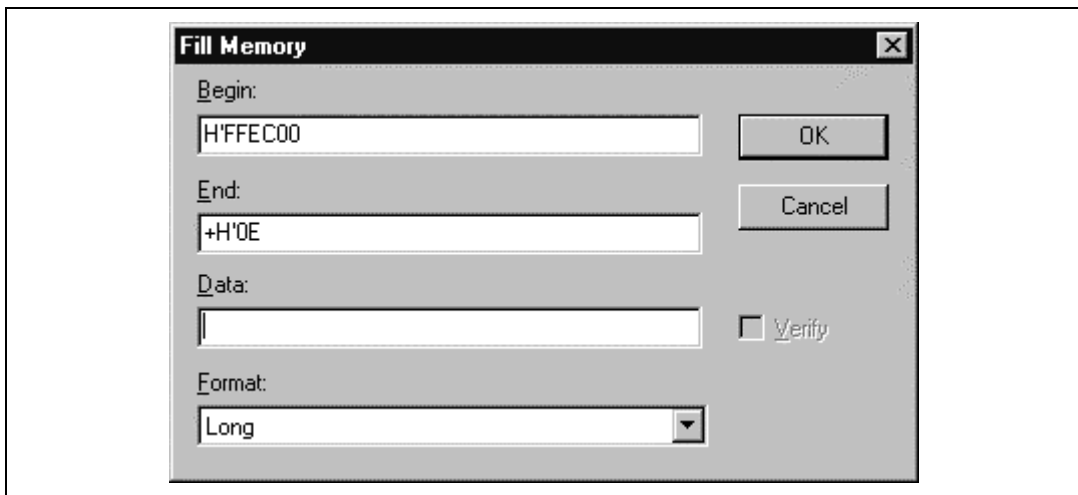 Fill Memory
Begin:
H'FFEC00
OK
End:
Cancel
+H'0E
Data:
Verify
Format:
Long